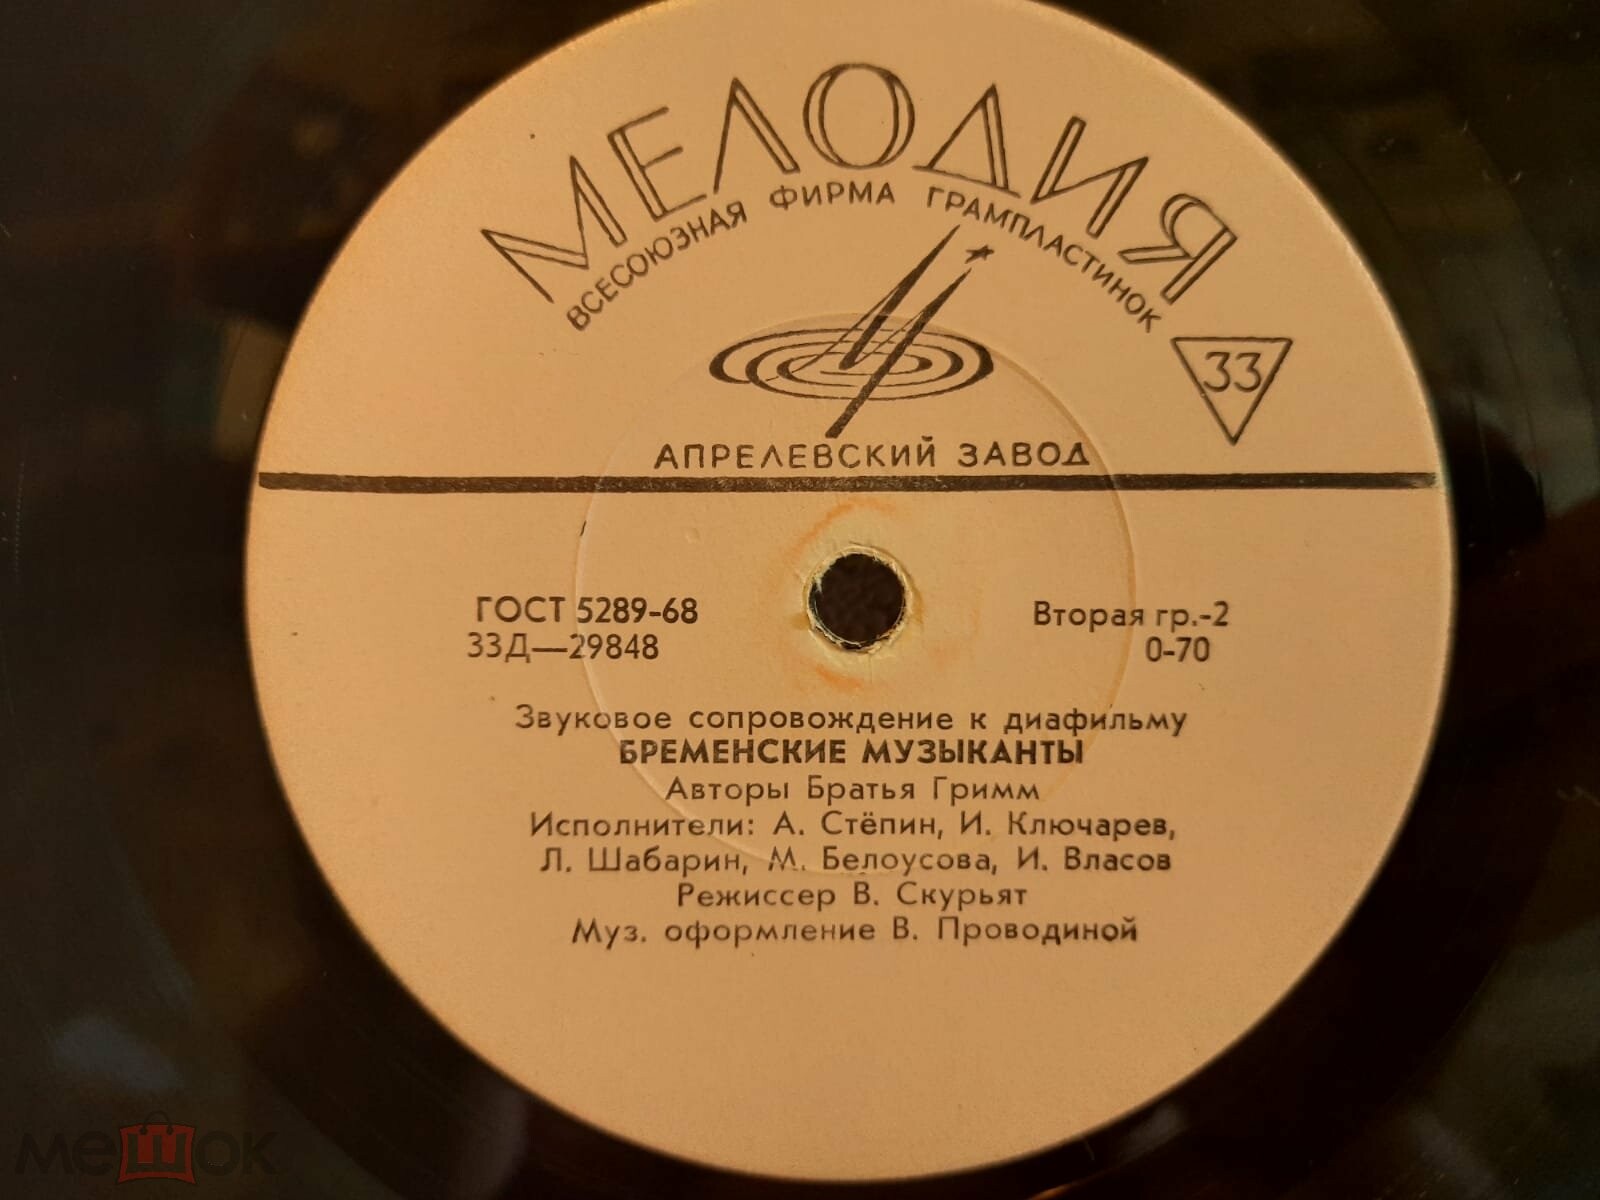 МЕЛОДИЯ
ВСЕСОЮЗНАЯ ФИРМА ГРАМПЛАСТИНОК
33
АПРЕЛЕВСКИЙ ЗАВОД
ГОСТ 5289-68
33Д—29848
Вторая гр.-2
0-70
Звуковое сопровождение к диафильму
БРЕМЕНСКИЕ МУЗЫКАНТЫ
Авторы Братья Гримм
Исполнители: А. Стёпин, И. Ключарев,
Л. Шабарин, М. Белоусова, И. Власов
Режиссер В. Скурьят
Муз. оформление В. Проводиной
мешок